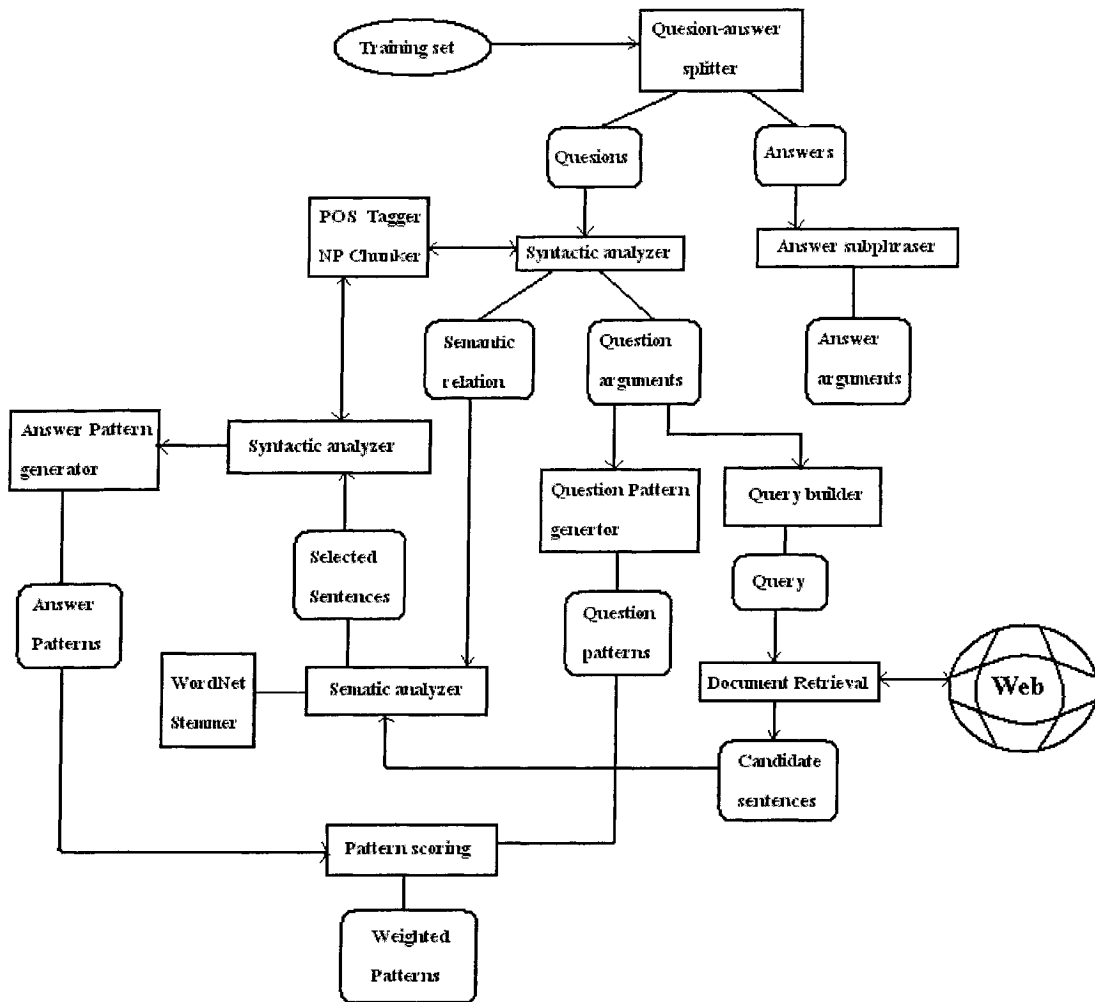 Training set
Quesion-answer
splitter
Quesions
Answers
POS Tagger
NP Chunker
Syntactic analyzer
Answer subphraser
Semantic
relation
Question
arguments
Answer
arguments
Answer Pattern
generator
Syntactic analyzer
Question Pattern
genertor
Query builder
Selected
Sentences
Query
Answer
Patterns
Question
patterns
WordNet
Stemmer
Sematic analyzer
Document Retrieval
Web
Candidate
sentences
Pattern scoring
Weighted
Patterns